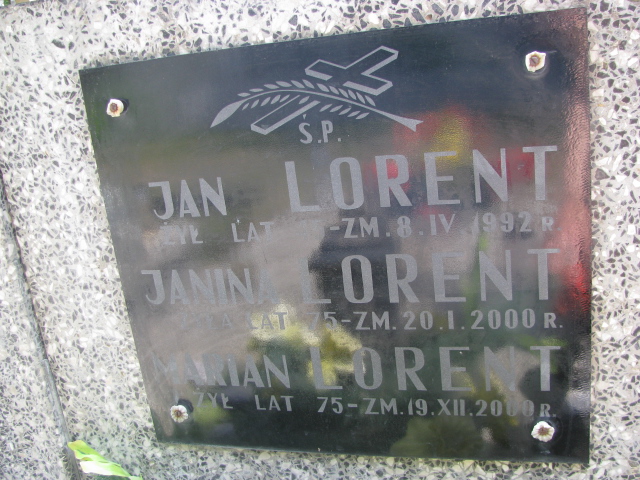 Ś.P.
JAN LORENT
ŻYŁ LAT -ZM. 8. IV 1992 R.
JANINA LORENT
LAT 75-ZM. 20. I. 2000 R.
MARIAN LORENT
ŻYŁ LAT 75-ZM. 19. XII. 2000 R.